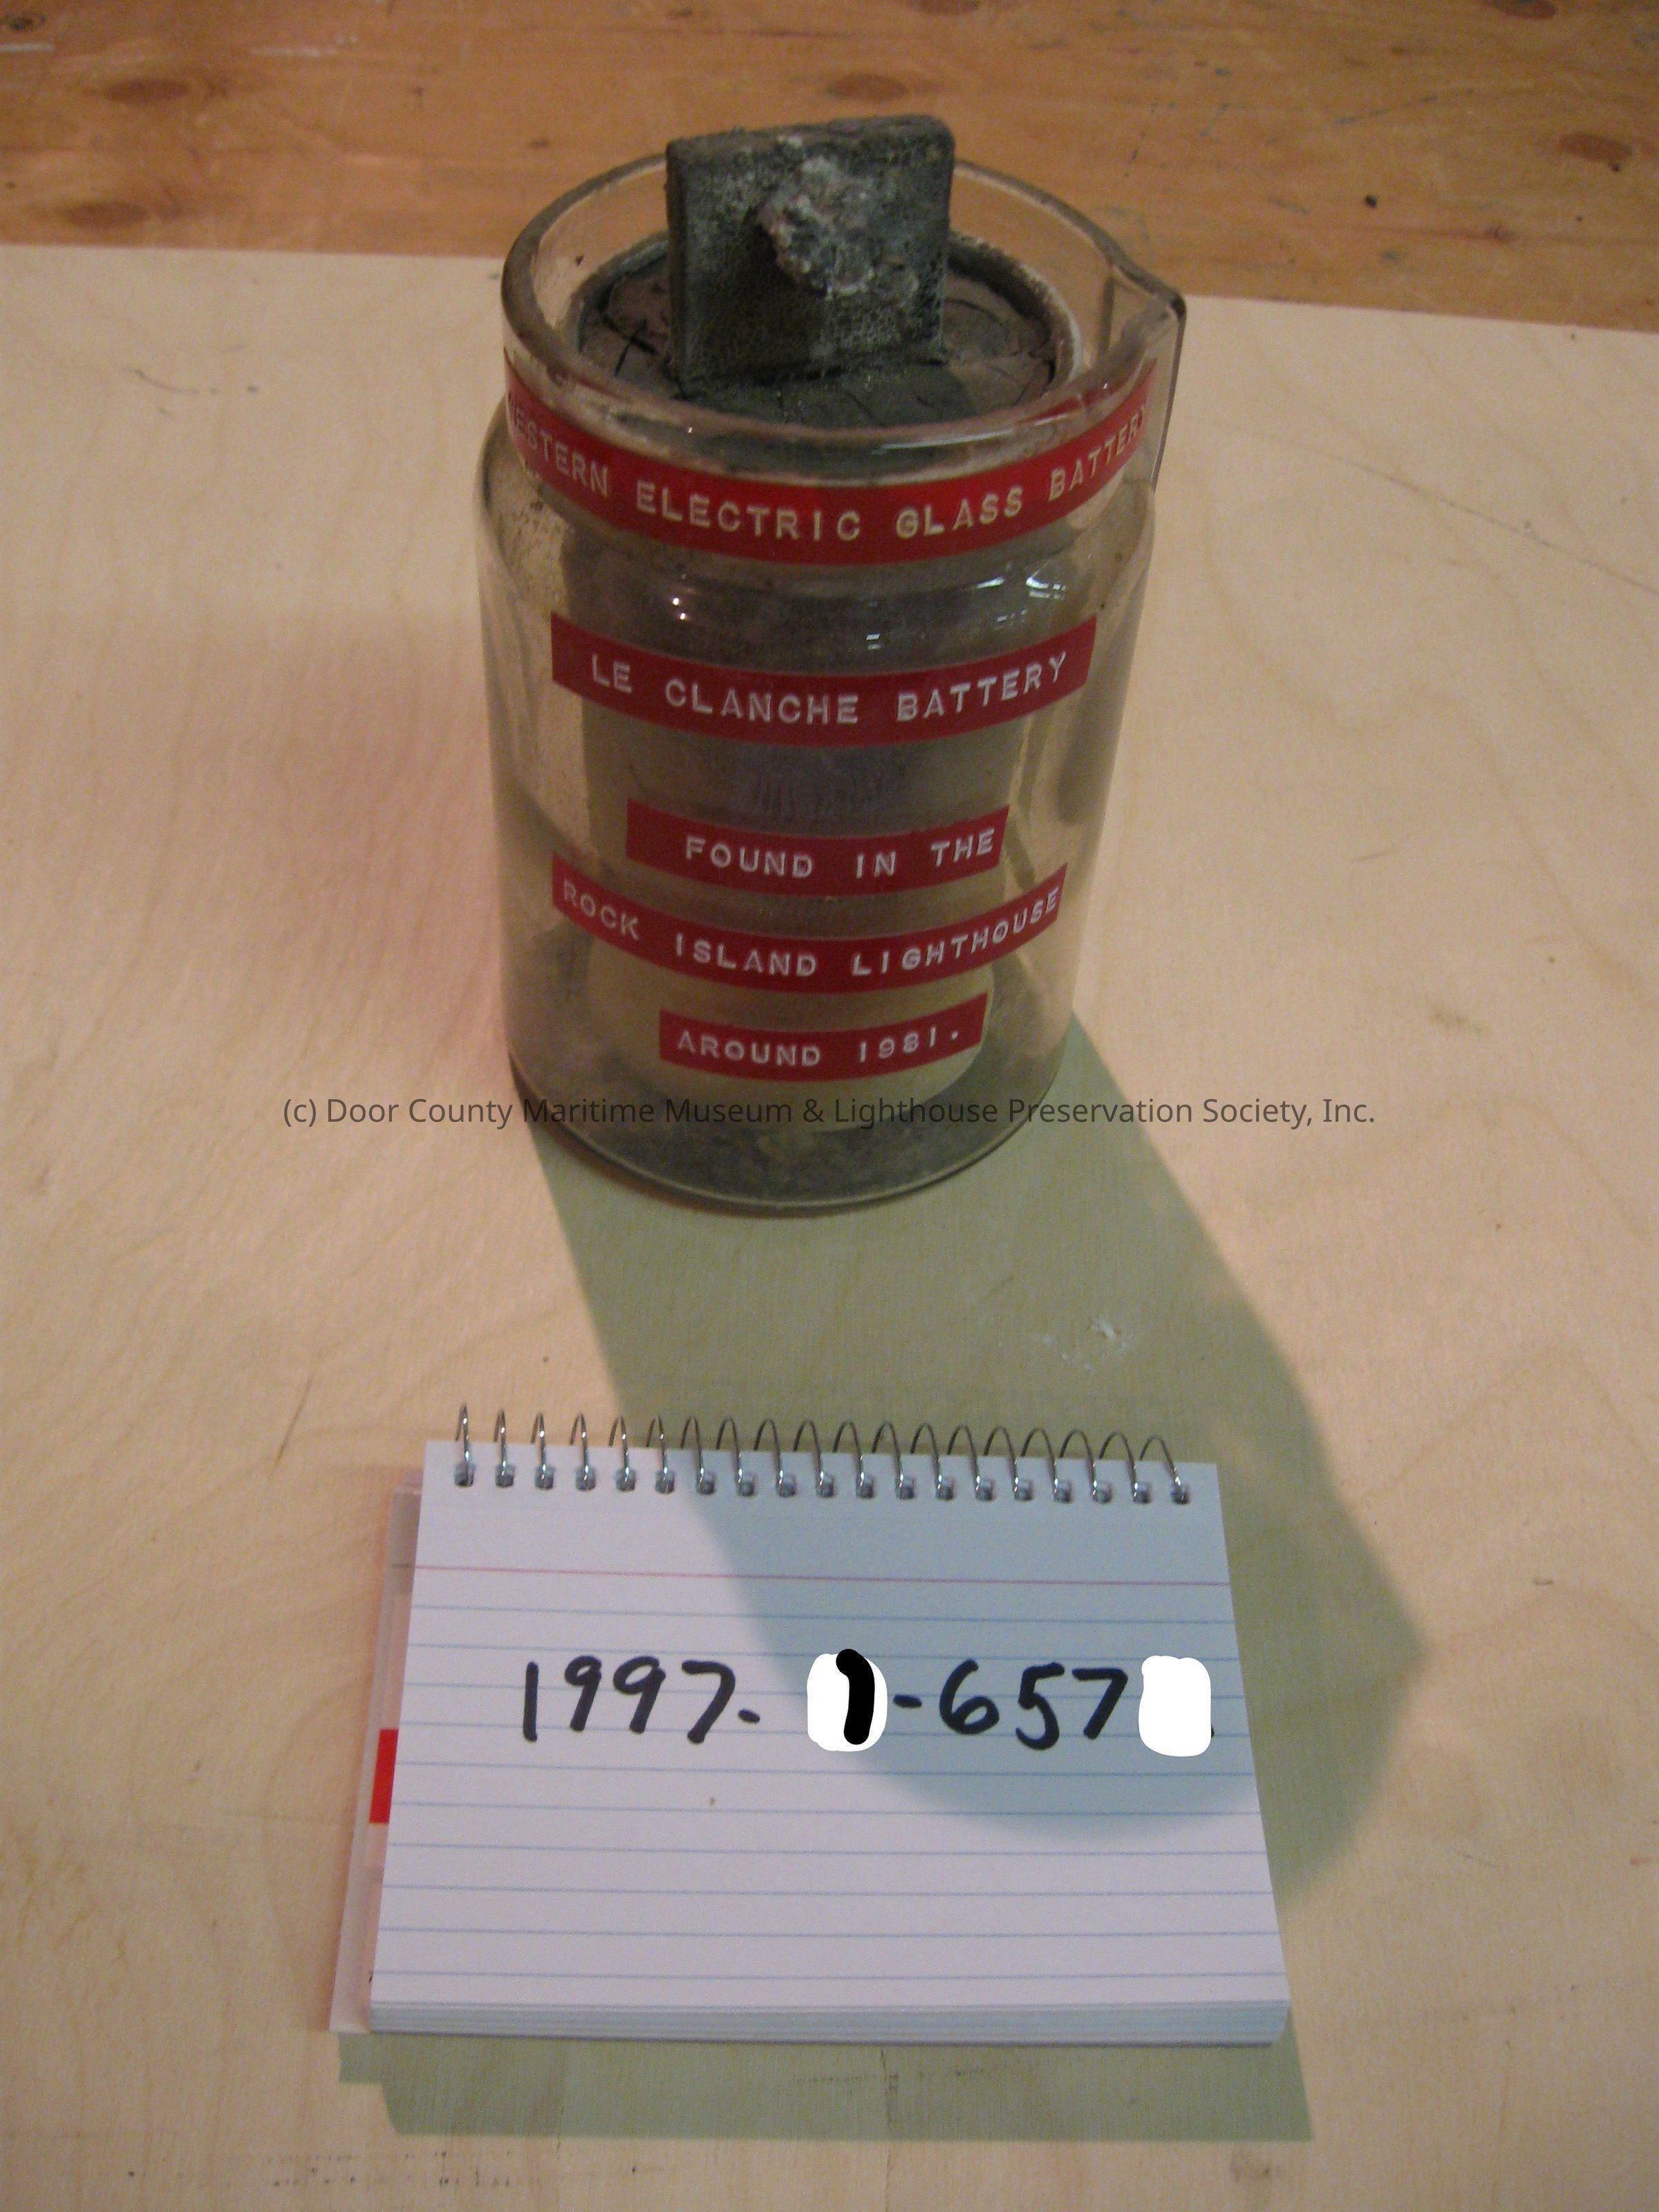 WESTERN ELECTRIC GLASS BATTERY
LE CLANCHE BATTERY
FOUND IN THE
ROCK ISLAND LIGHTHOUSE
AROUND 1981.
(c) Door County Maritime Museum & Lighthouse Preservation Society, Inc.
1997. 1-657